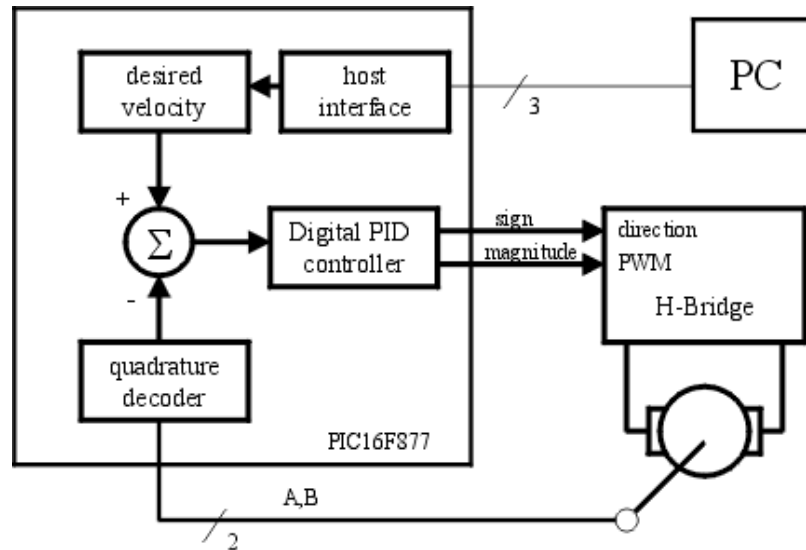 desired
velocity
host
interface
3
PC
+
Σ
-
Digital PID
controller
sign
magnitude
direction
PWM
H-Bridge
quadrature
decoder
PIC16F877
A,B
2